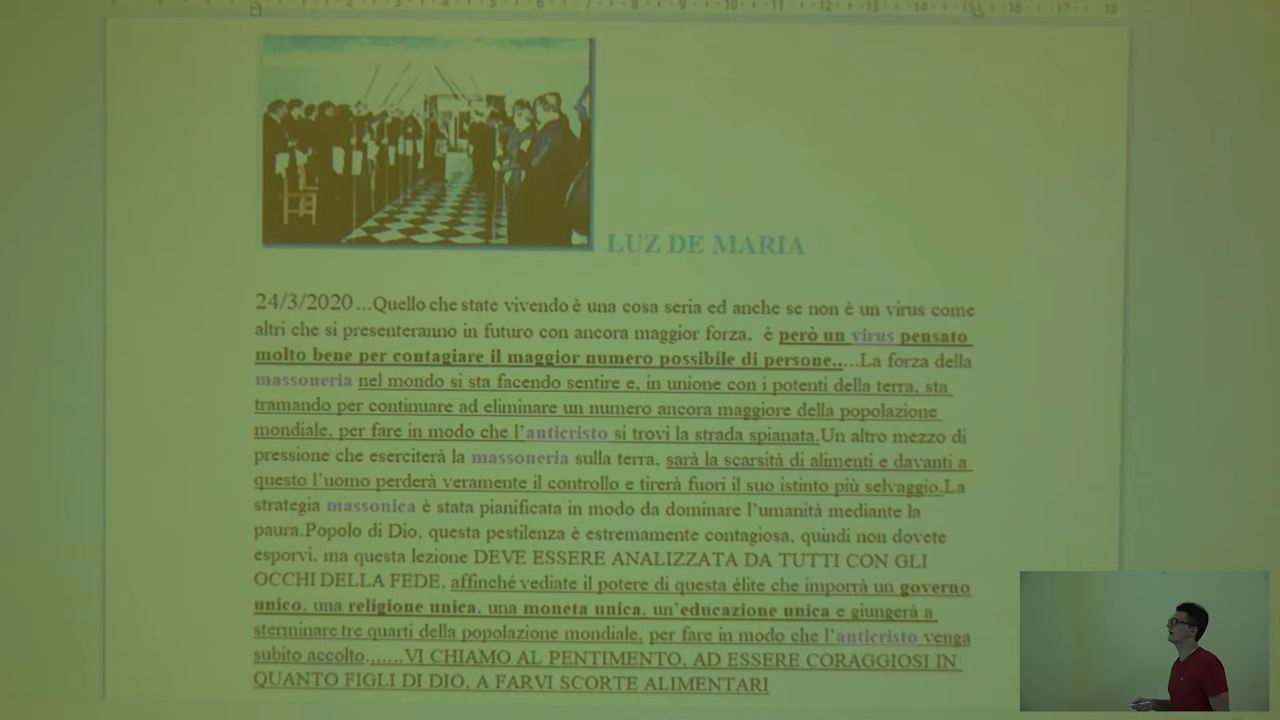 LUZ DE MARIA
24/3/2020...Quello che state vivendo è una cosa seria ed anche se non è un virus come
altri che si presenteranno in futuro con ancora maggior forza, è però un virus pensato
molto bene per contagiare il maggior numero possibile di persone.....La forza della
massoneria nel mondo si sta facendo sentire e, in unione con i potenti della terra, sta
tramando per continuare ad eliminare un numero ancora maggiore della popolazione
mondiale, per fare in modo che l'anticristo si trovi la strada spianata.Un altro mezzo di
pressione che eserciterà la massoneria sulla terra, sarà la scarsità di alimenti e davanti a
questo l'uomo perderà veramente il controllo e tirerà fuori il suo istinto più selvaggio.La
strategia massonica è stata pianificata in modo da dominare l'umanità mediante la
paura.Popolo di Dio, questa pestilenza è estremamente contagiosa, quindi non dovete
esporvi, ma questa lezione DEVE ESSERE ANALIZZATA DA TUTTI CON GLI
OCCHI DELLA FEDE, affinché vediate il potere di questa élite che imporrà un governo
unico, una religione unica, una moneta unica, un'educazione unica e giungerà a
sterminare tre quarti della popolazione mondiale, per fare in modo che l'anticristo venga
subito accolto.......VI CHIAMO AL PENTIMENTO, AD ESSERE CORAGGIOSI IN
QUANTO FIGLI DI DIO, A FARVI SCORTE ALIMENTARI